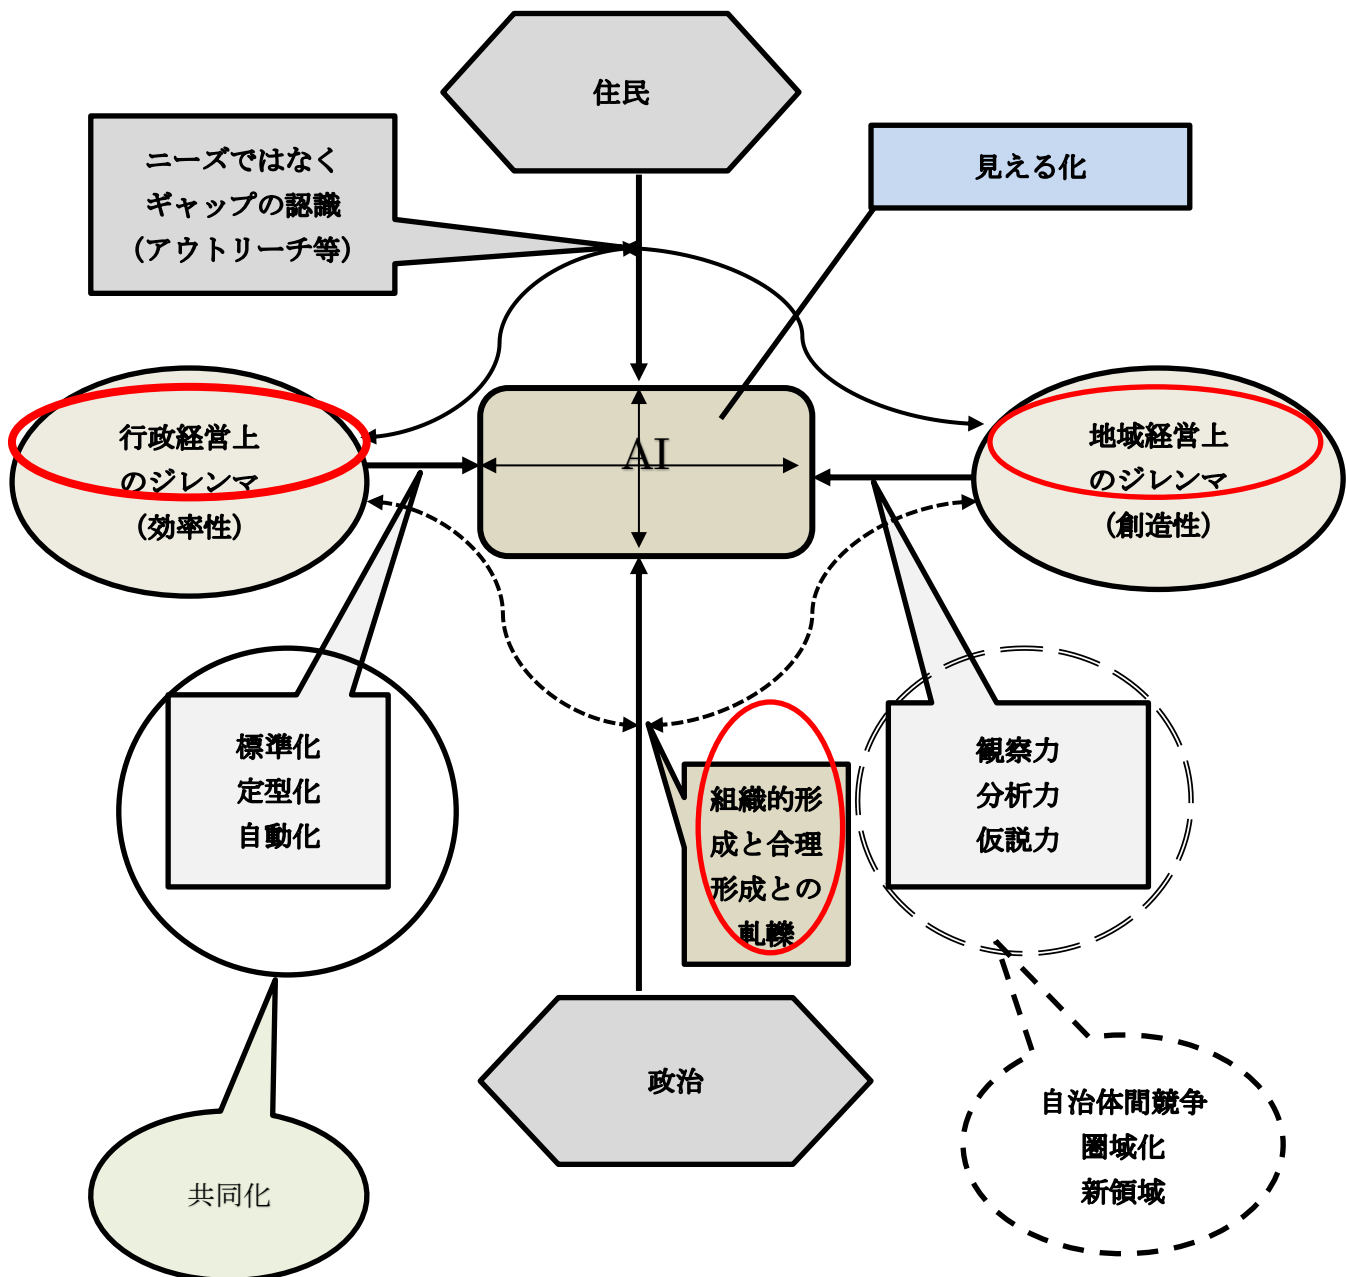 住民
ニーズではなく
ギャップの認識
（アウトリーチ等）
見える化
行政経営上
のジレンマ
（効率性）
AI
地域経営上
のジレンマ
（創造性）
標準化
定型化
自動化
組織的形
成と合理
形成との
軋轢
観察力
分析力
仮説力
政治
共同化
自治体間競争
圏域化
新領域